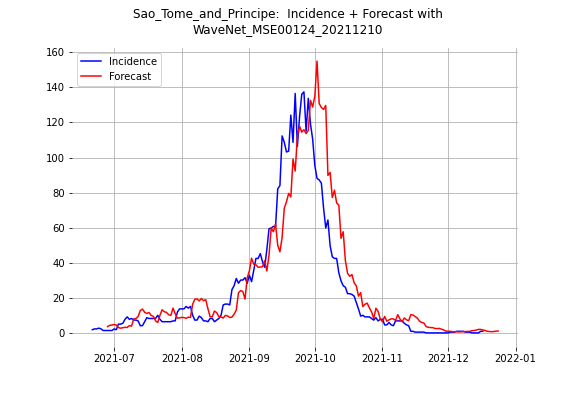 Sao_Tome_and_Principe:  Incidence + Forecast with
WaveNet_MSE00124_20211210
Incidence
Forecast
160
140
120
100
80
60
40
20
0
2021-07 2021-08 2021-09 2021-10 2021-11 2021-12 2022-01